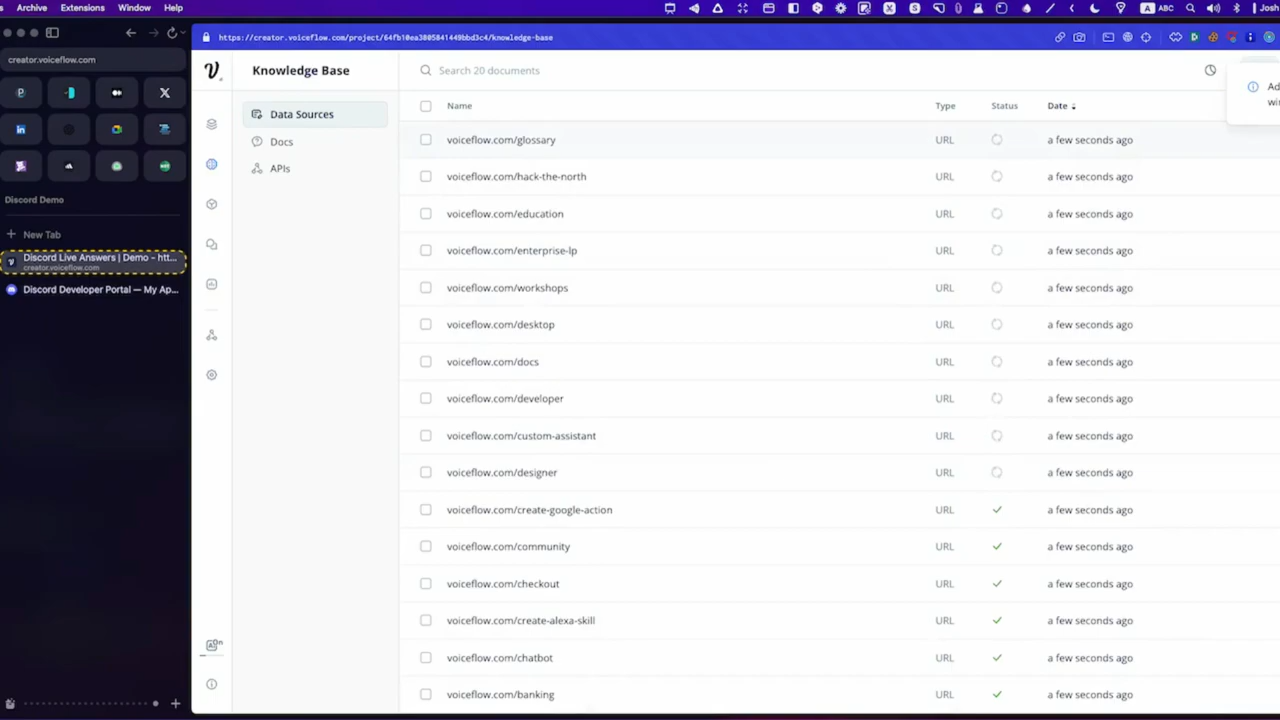 s Archive Extensions Window Help
A ABC
Josh
https://creator.voiceflow.com/project/64fb10ea3805841449bbd3c4/knowledge-base
creator.voiceflow.com
Discord Demo
New Tab
Discord Live Answers | Demo - htt...
creator.voiceflow.com
Discord Developer Portal — My Ap...
Knowledge Base
Data Sources
Docs
APIs
Search 20 documents
Ad
wi
Name Type Status Date
voiceflow.com/glossary URL a few seconds ago
voiceflow.com/hack-the-north URL a few seconds ago
voiceflow.com/education URL a few seconds ago
voiceflow.com/enterprise-lp URL a few seconds ago
voiceflow.com/workshops URL a few seconds ago
voiceflow.com/desktop URL a few seconds ago
voiceflow.com/docs URL a few seconds ago
voiceflow.com/developer URL a few seconds ago
voiceflow.com/custom-assistant URL a few seconds ago
voiceflow.com/designer URL a few seconds ago
voiceflow.com/create-google-action URL a few seconds ago
voiceflow.com/community URL a few seconds ago
voiceflow.com/checkout URL a few seconds ago
voiceflow.com/create-alexa-skill URL a few seconds ago
voiceflow.com/chatbot URL a few seconds ago
voiceflow.com/banking URL a few seconds ago